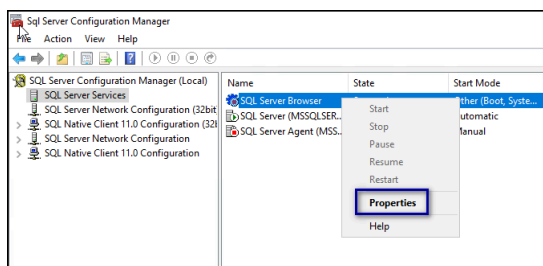 Sql Server Configuration Manager
File Action View Help
SQL Server Configuration Manager (Local)
SQL Server Services
SQL Server Network Configuration (32bit
SQL Native Client 11.0 Configuration (32b
SQL Server Network Configuration
SQL Native Client 11.0 Configuration
Name State Start Mode
SQL Server Browser ther (Boot, Syste...
SQL Server (MSSQLSER... utomatic
SQL Server Agent (MSS... Manual
Start
Stop
Pause
Resume
Restart
Properties
Help